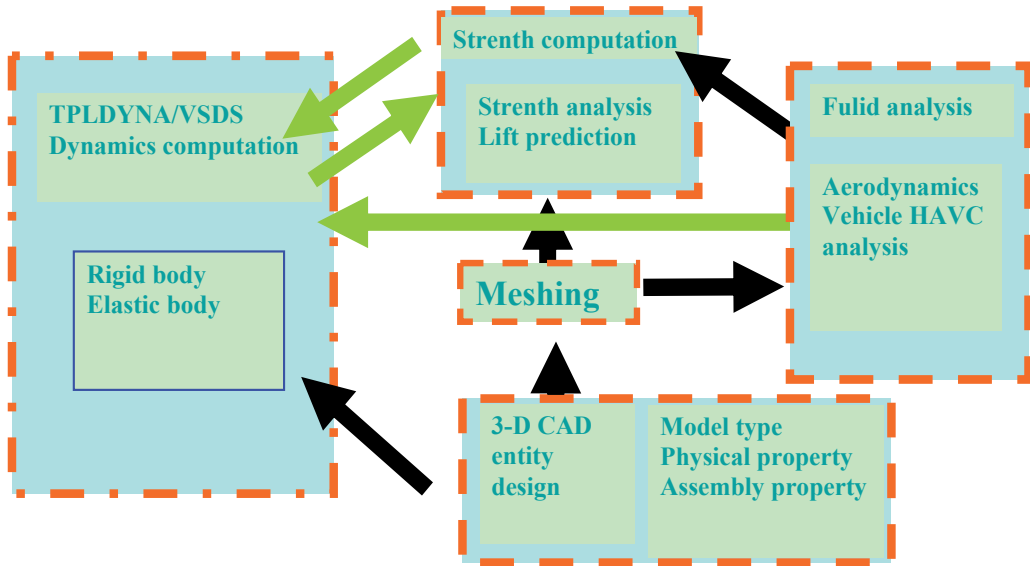 Strenth computation
Strenth analysis
Lift prediction
TPLDYNA/VSDS
Dynamics computation
Rigid body
Elastic body
Fulid analysis
Aerodynamics
Vehicle HAVC
analysis
Meshing
3-D CAD
entity
design
Model type
Physical property
Assembly property